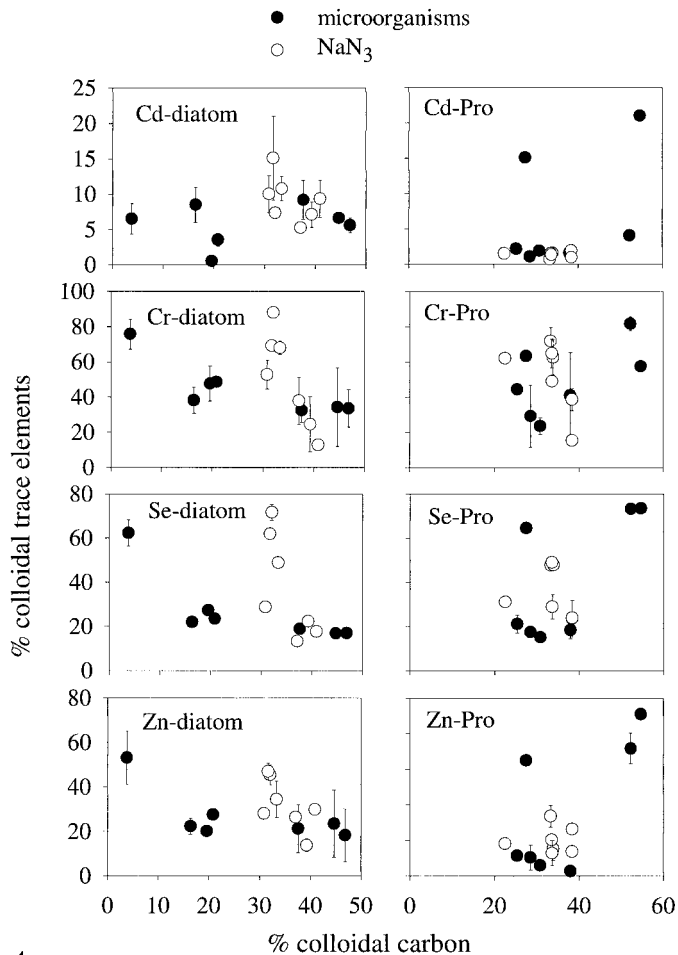 microorganisms
NaN3
25
20
15
10
5
0
Cd-diatom
Cd-Pro
100
80
60
40
20
0
Cr-diatom
Cr-Pro
80
60
40
20
0
Se-diatom
Se-Pro
80
60
40
20
0
Zn-diatom
Zn-Pro
0 10 20 30 40 50
0 20 40 60
% colloidal trace elements
% colloidal carbon